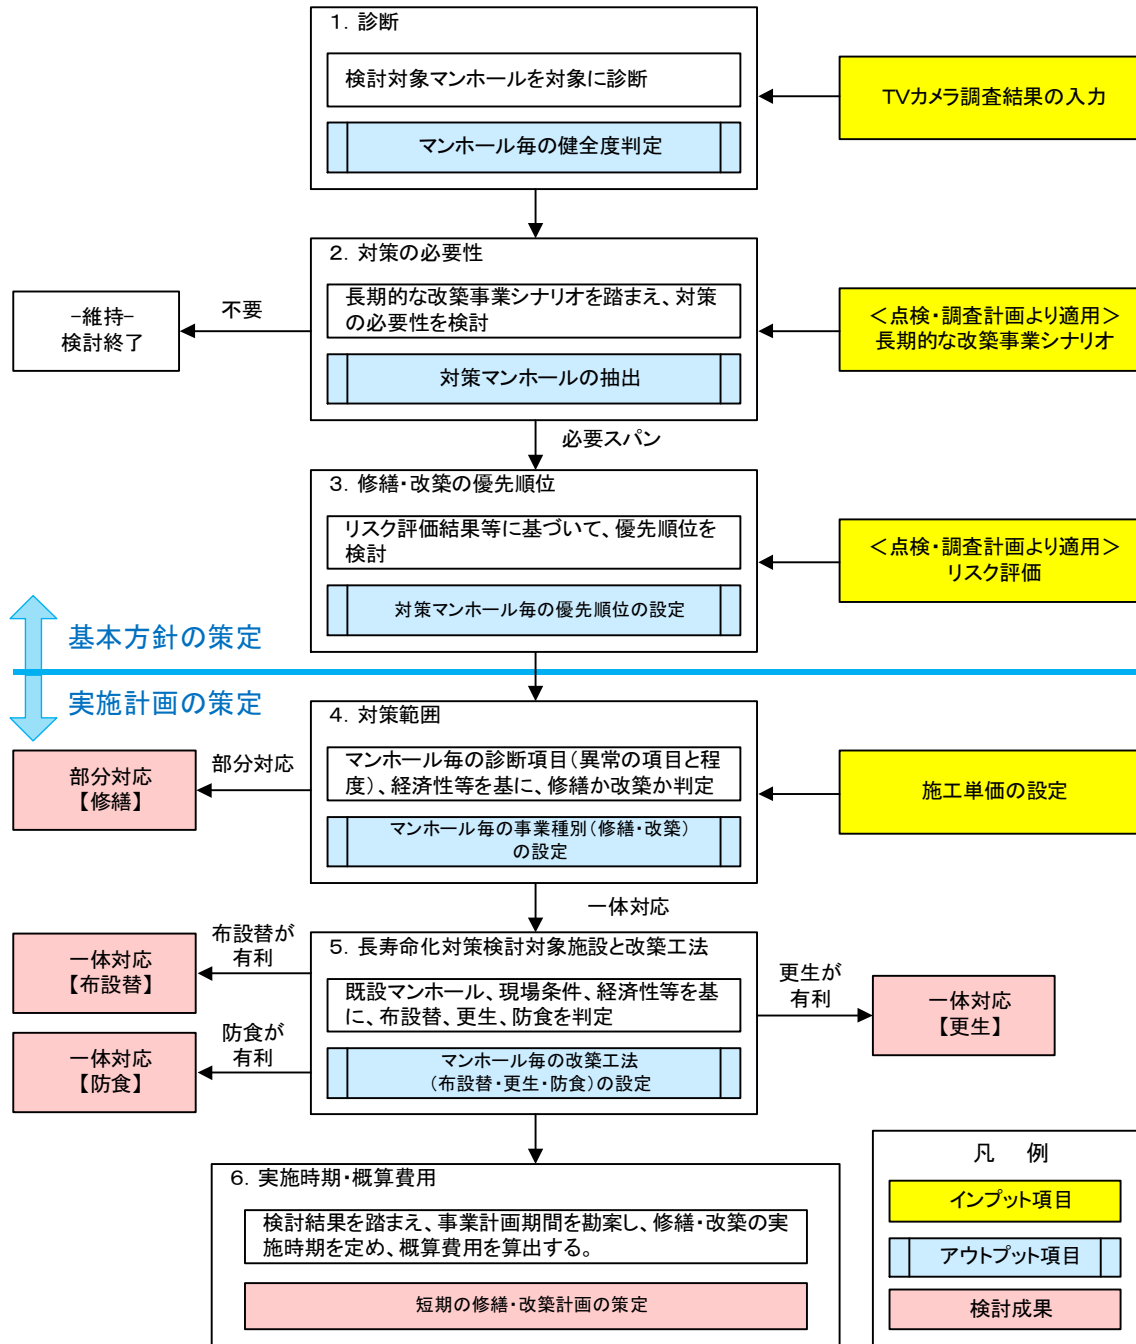 1．診断
検討対象マンホールを対象に診断
マンホール毎の健全度判定
TVカメラ調査結果の入力
2．対策の必要性
長期的な改築事業シナリオを踏まえ、対策
の必要性を検討
対策マンホールの抽出
不要
−維持−
検討終了
＜点検・調査計画より適用＞
長期的な改築事業シナリオ
必要スパン
3．修繕・改築の優先順位
リスク評価結果等に基づいて、優先順位を
検討
対策マンホール毎の優先順位の設定
＜点検・調査計画より適用＞
リスク評価
基本方針の策定
実施計画の策定
4．対策範囲
マンホール毎の診断項目（異常の項目と程
度）、経済性等を基に、修繕か改築か判定
マンホール毎の事業種別（修繕・改築）
の設定
部分対応
部分対応
【修繕】
施工単価の設定
一体対応
5．長寿命化対策検討対象施設と改築工法
既設マンホール、現場条件、経済性等を基
に、布設替、更生、防食を判定
マンホール毎の改築工法
（布設替・更生・防食）の設定
布設替が
有利
一体対応
【布設替】
防食が
有利
一体対応
【防食】
更生が
有利
一体対応
【更生】
6．実施時期・概算費用
検討結果を踏まえ、事業計画期間を勘案し、修繕・改築の実
施時期を定め、概算費用を算出する。
短期の修繕・改築計画の策定
凡　例
インプット項目
アウトプット項目
検討成果